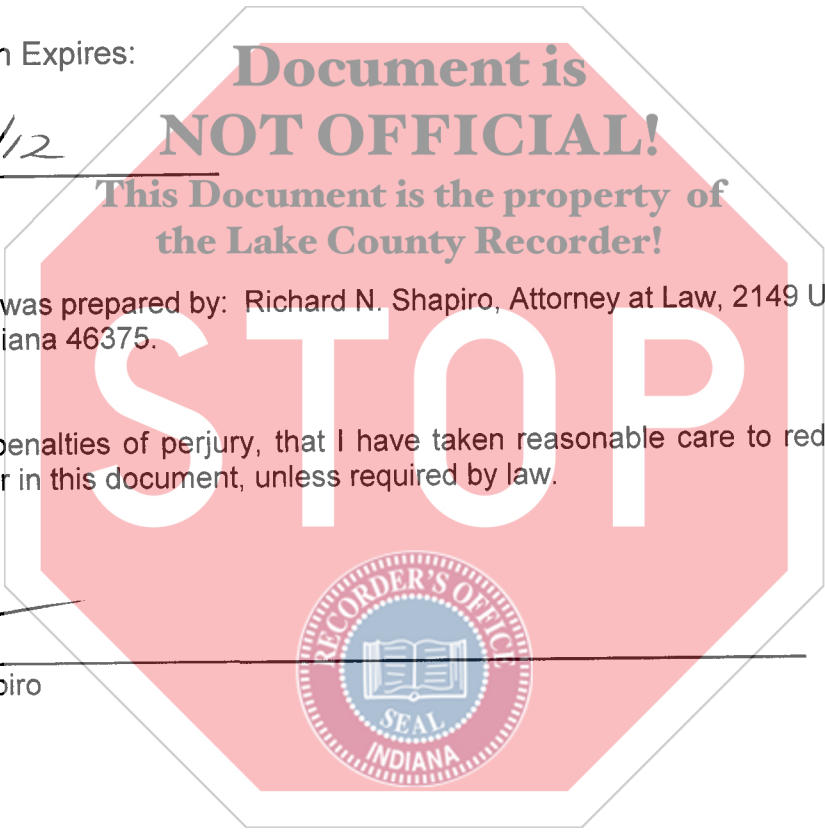 n Expires:
Document is
NOT OFFICIAL!
/12
This Document is the property of
the Lake County Recorder!
was prepared by: Richard N. Shapiro, Attorney at Law, 2149 U
iana 46375.
STOP
penalties of perjury, that I have taken reasonable care to red
r in this document, unless required by law.
RECORDER'S OFFICE
SEAL
INDIANA
piro